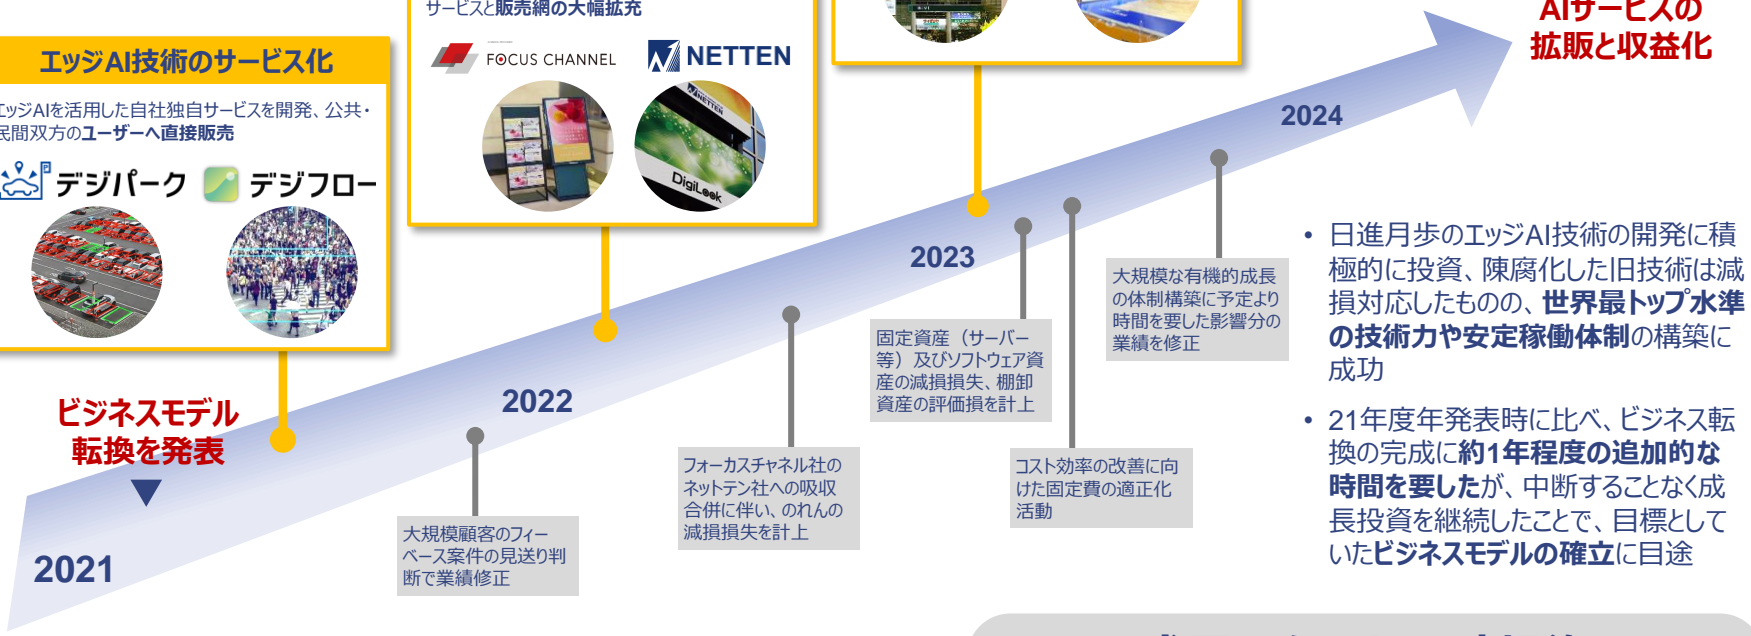 サービスと販売網の大幅拡充
FOCUS CHANNEL
NETTEN
DigiLook
エッジAI技術のサービス化
エッジAIを活用した自社独自サービスを開発、公共・
民間双方のユーザーへ直接販売
デジパーク
デジフロー
AIサービスの
拡販と収益化
ビジネスモデル
転換を発表
2021
2022
2023
2024
大規模顧客のフィー
ベース案件の見送り判
断で業績修正
フォーカスチャネル社の
ネットテン社への吸収
合併に伴い、のれんの
減損損失を計上
固定資産（サーバー
等）及びソフトウェア資
産の減損損失、棚卸
資産の評価損を計上
コスト効率の改善に向
けた固定費の適正化
活動
大規模な有機的成長
の体制構築に予定より
時間を要した影響分の
業績を修正
• 日進月歩のエッジAI技術の開発に積
極的に投資、陳腐化した旧技術は減
損対応したものの、世界最トップ水準
の技術力や安定稼働体制の構築に
成功
• 21年度年発表時に比べ、ビジネス転
換の完成に約1年程度の追加的な
時間を要したが、中断することなく成
長投資を継続したことで、目標として
いたビジネスモデルの確立に目途